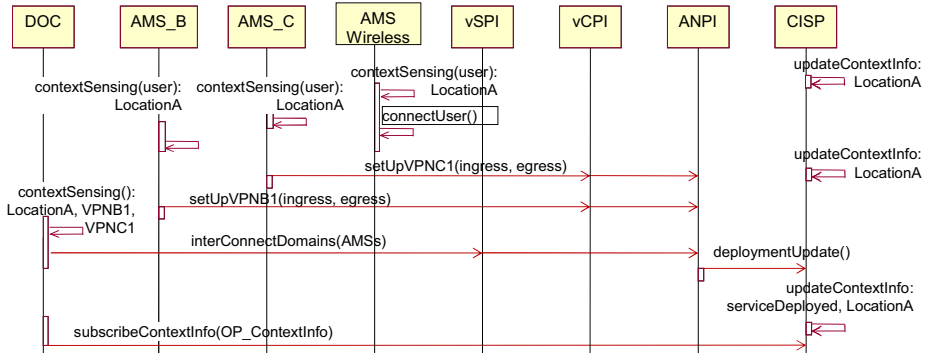 DOC
AMS_B
AMS_C
AMS
Wireless
vSPI
vCPI
ANPI
CISP
updateContextInfo:
LocationA
contextSensing(user):
LocationA
contextSensing(user):
LocationA
contextSensing(user):
LocationA
connectUser()
updateContextInfo:
LocationA
setUpVPNC1(ingress, egress)
contextSensing():
LocationA, VPNB1,
VPNC1
setUpVPNB1(ingress, egress)
interConnectDomains(AMSs)
deploymentUpdate()
updateContextInfo:
serviceDeployed, LocationA
subscribeContextInfo(OP_ContextInfo)